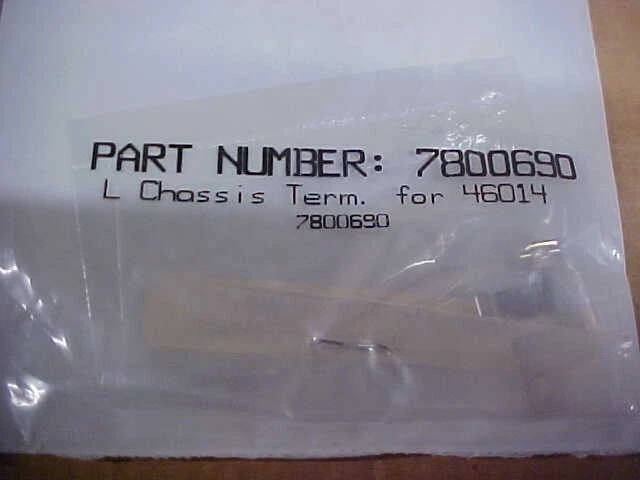 PART NUMBER: 7800690
L Chassis Term. for 46014
7800690